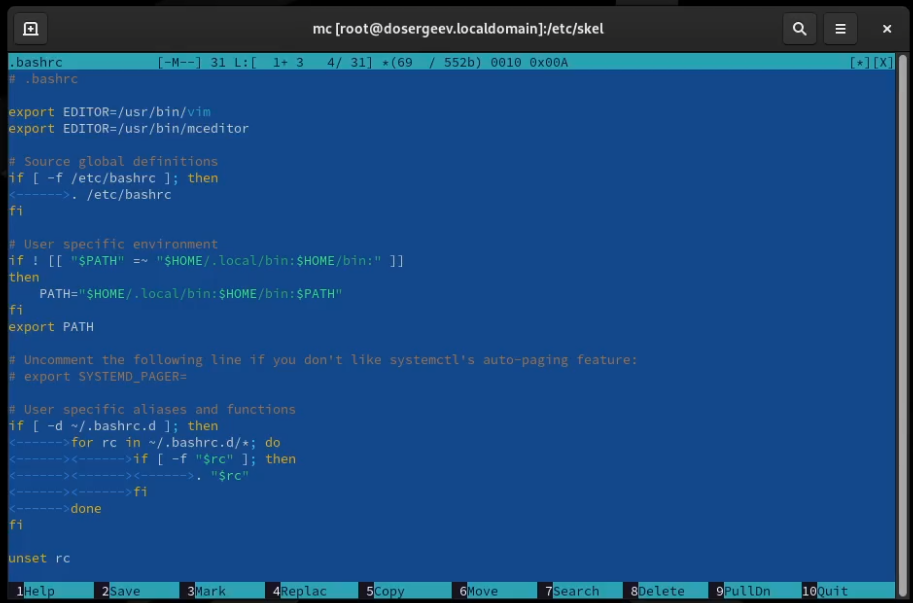 mc [root@dosergeev.localdomain]:/etc/skel
.bashrc [-M--] 31 L:[ 1+ 3 4/ 31] *(69 / 552b) 0010 0x00A [*][X]
# .bashrc
export EDITOR=/usr/bin/vim
export EDITOR=/usr/bin/mceditor
# Source global definitions
if [ -f /etc/bashrc ]; then
<------>. /etc/bashrc
fi
# User specific environment
if ! [[ "$PATH" =~ "$HOME/.local/bin:$HOME/bin:" ]]
then
    PATH="$HOME/.local/bin:$HOME/bin:$PATH"
fi
export PATH
# Uncomment the following line if you don't like systemctl's auto-paging feature:
# export SYSTEMD_PAGER=
# User specific aliases and functions
if [ -d ~/.bashrc.d ]; then
<------>for rc in ~/.bashrc.d/*; do
<------><------>if [ -f "$rc" ]; then
<------><------><------>. "$rc"
<------><------>fi
<------>done
fi
unset rc
1Help 2Save 3Mark 4Replac 5Copy 6Move 7Search 8Delete 9PullDn 10Quit